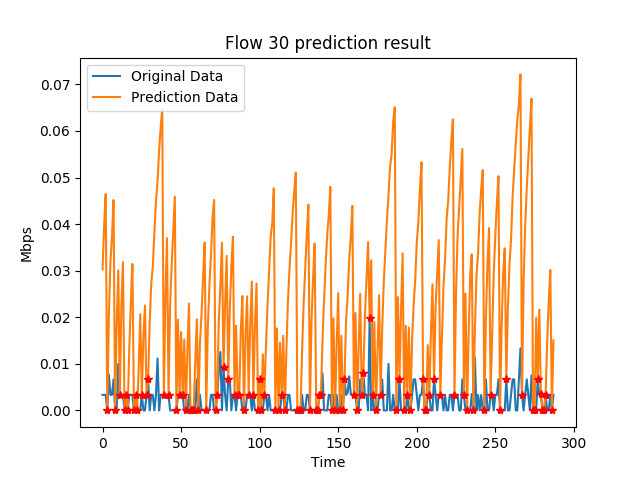 Flow 30 prediction result
Original Data
Prediction Data
0.07
0.06
0.05
0.04
0.03
0.02
0.01
0.00
Mbps
0 50 100 150 200 250 300
Time